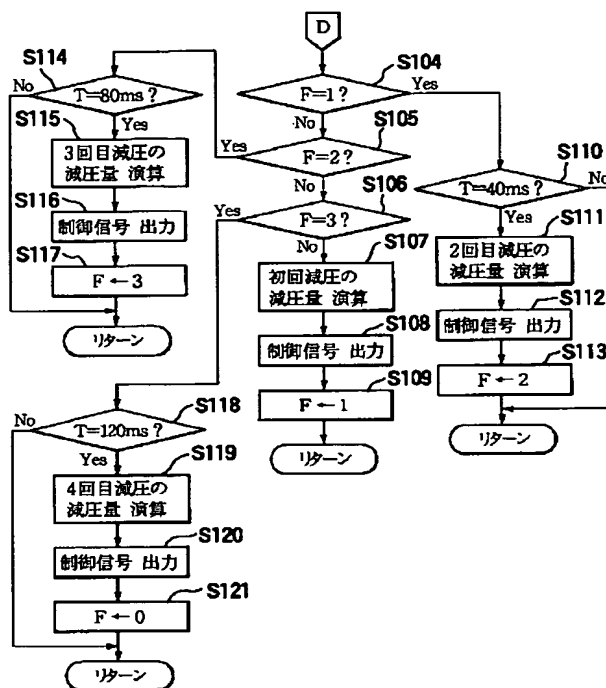 D
S104
F=1?
Yes
No
S105
F=2?
Yes
No
S106
F=3?
Yes
No
S107
初回減圧の
減圧量 演算
S108
制御信号 出力
S109
F←1
リターン
S110
T=40ms?
No
Yes
S111
2回目減圧の
減圧量 演算
S112
制御信号 出力
S113
F←2
リターン
S114
No
T=80ms?
Yes
S115
3回目減圧の
減圧量 演算
S116
制御信号 出力
S117
F←3
リターン
S118
No
T=120ms?
Yes
S119
4回目減圧の
減圧量 演算
S120
制御信号 出力
S121
F←0
リターン